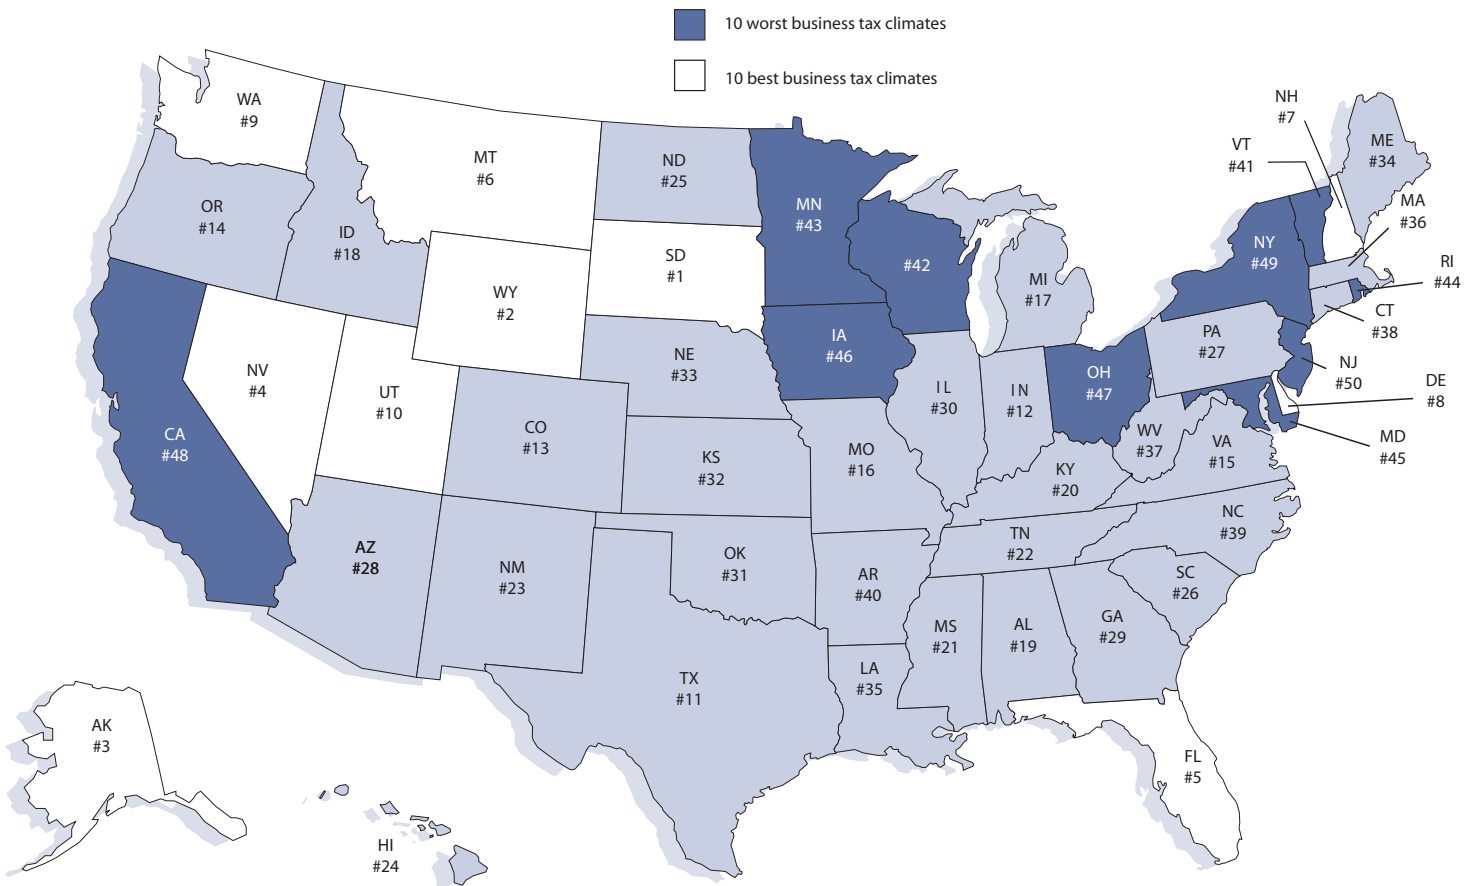 10 worst business tax climates
10 best business tax climates
WA
#9
MT
#6
ND
#25
MN
#43
NH
#7
VT
#41
ME
#34
MA
#36
OR
#14
ID
#18
SD
#1
#42
NY
#49
RI
#44
WY
#2
MI
#17
CT
#38
NV
#4
UT
#10
NE
#33
IA
#46
PA
#27
NJ
#50
DE
#8
CA
#48
CO
#13
KS
#32
MO
#16
IL
#30
IN
#12
OH
#47
WV
#37
VA
#15
MD
#45
KY
#20
AZ
#28
NM
#23
OK
#31
AR
#40
TN
#22
NC
#39
SC
#26
MS
#21
AL
#19
GA
#29
TX
#11
LA
#35
AK
#3
HI
#24
FL
#5